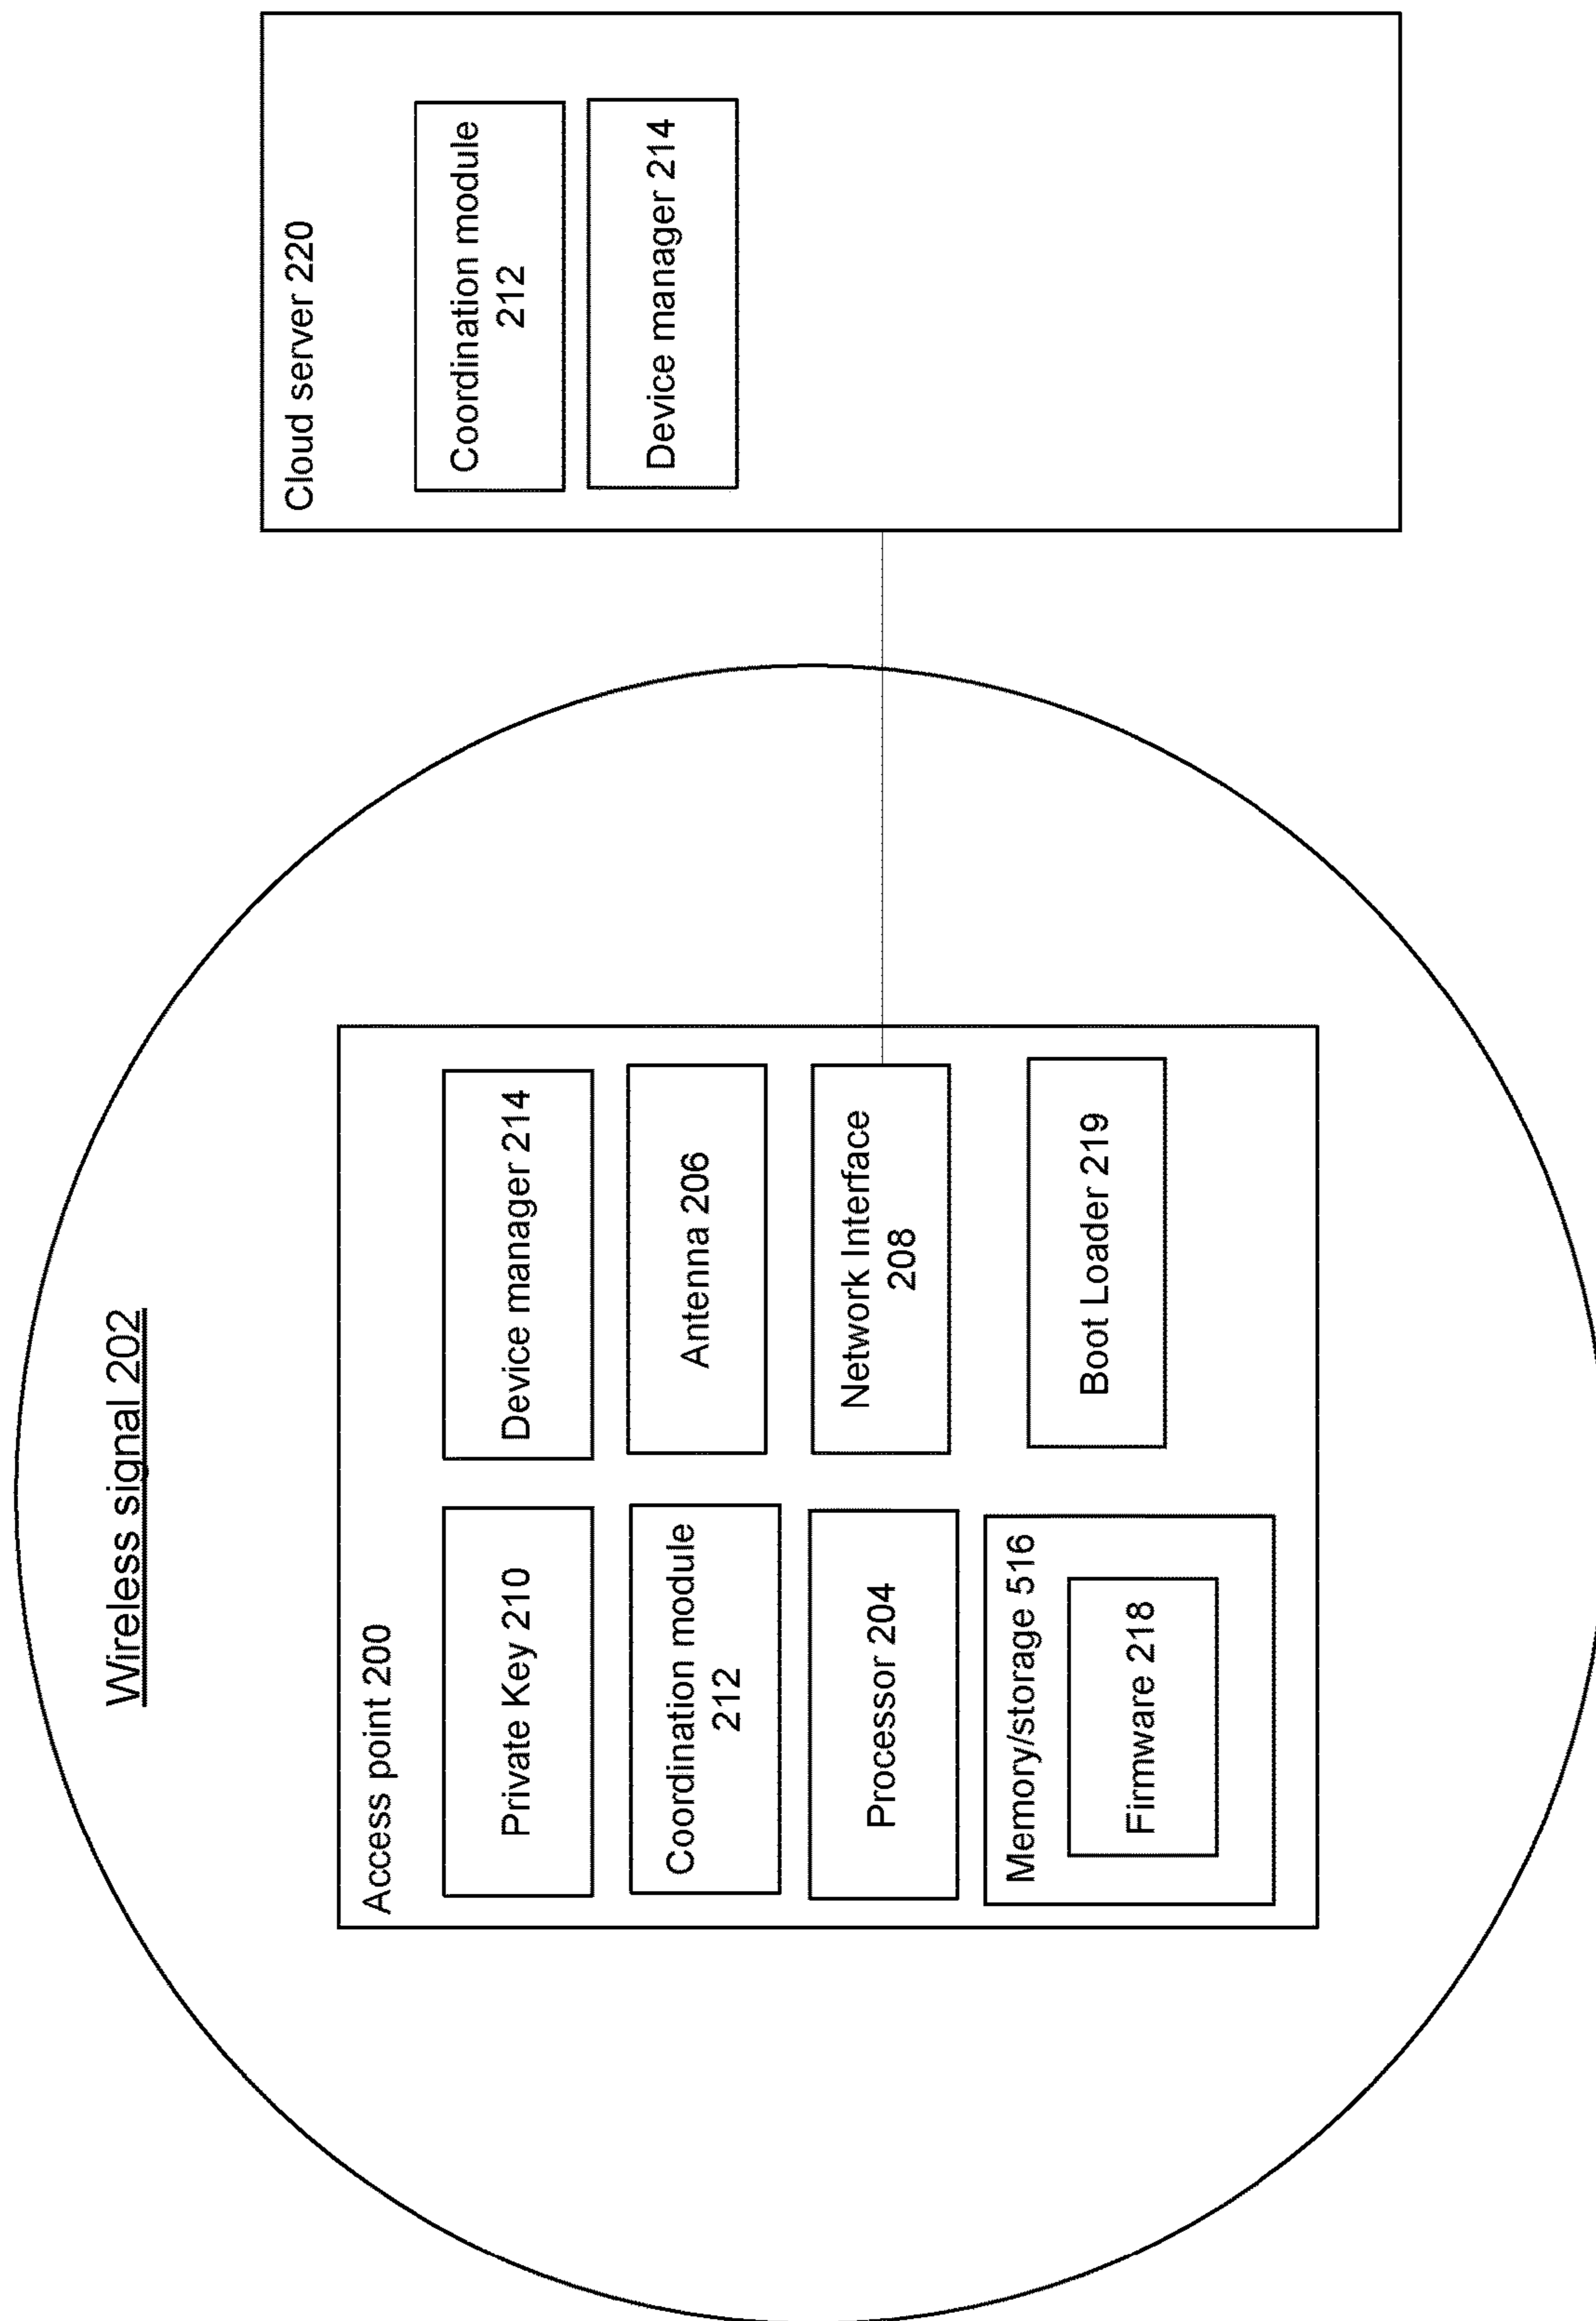 Wireless signal 202
Access point 200
Private Key 210
Device manager 214
Coordination module
212
Antenna 206
Processor 204
Network Interface
208
Memory/storage 516
Firmware 218
Boot Loader 219
Cloud server 220
Coordination module
212
Device manager 214